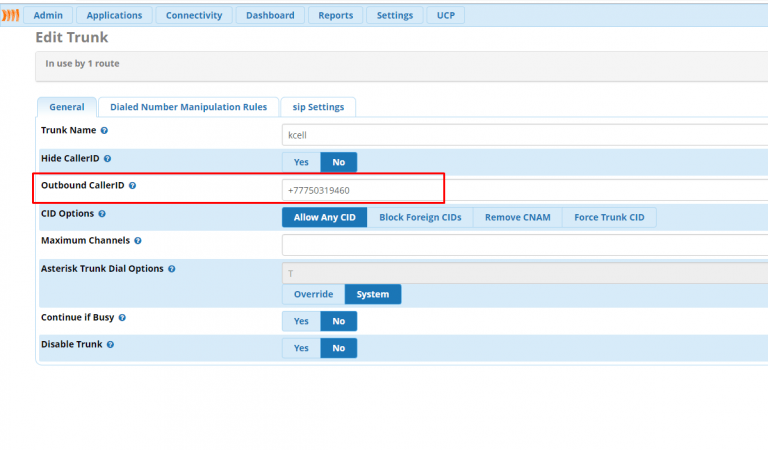 Admin Applications Connectivity Dashboard Reports Settings UCP
Edit Trunk
In use by 1 route
General Dialed Number Manipulation Rules sip Settings
Trunk Name kcell
Hide CallerID Yes No
Outbound CallerID +77750319460
CID Options Allow Any CID Block Foreign CIDs Remove CNAM Force Trunk CID
Maximum Channels
Asterisk Trunk Dial Options T
Override System
Continue if Busy Yes No
Disable Trunk Yes No